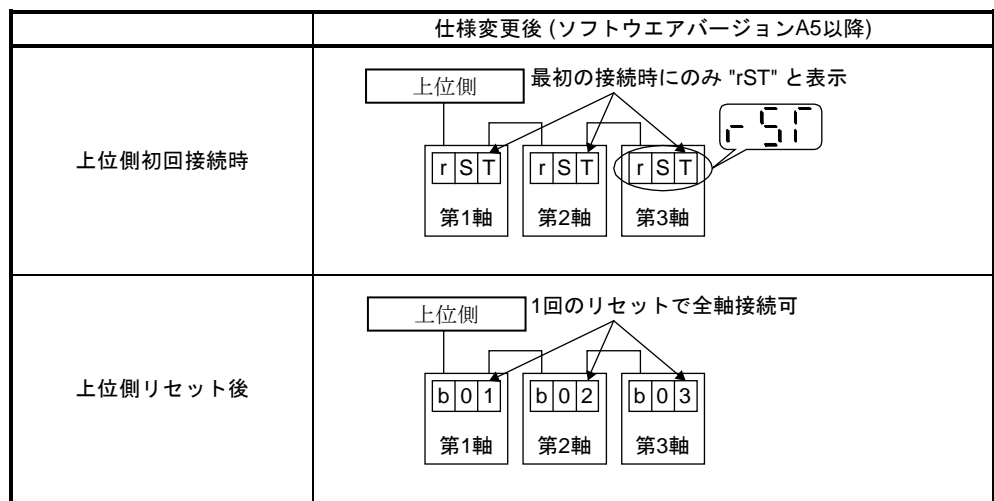 仕様変更後 (ソフトウエアバージョンA5以降)
上位側初回接続時
上位側
最初の接続時にのみ "rST" と表示
rST
r S T
r S T
r S T
第1軸
第2軸
第3軸
上位側リセット後
上位側
1回のリセットで全軸接続可
b 0 1
b 0 2
b 0 3
第1軸
第2軸
第3軸